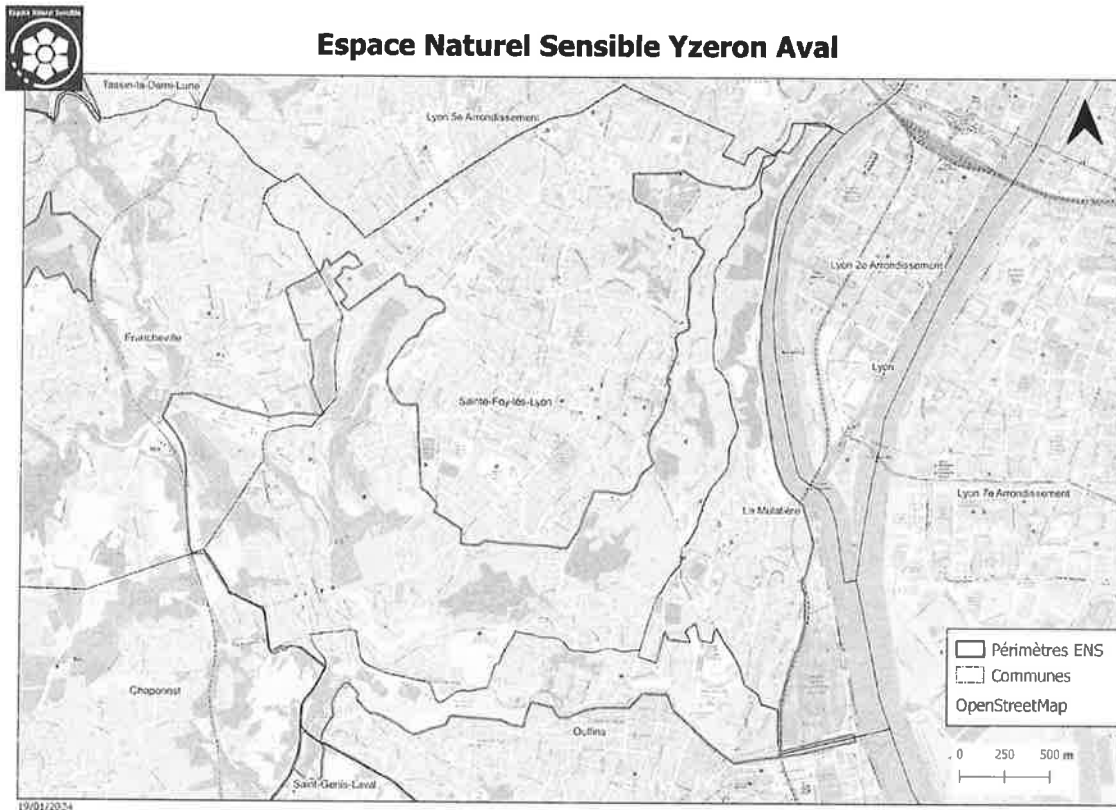 Espace Naturel Sensible
Espace Naturel Sensible Yzeron Aval
Tassin-la-Demi-Lune
Lyon 5e Arrondissement
Lyon 2e Arrondissement
Francheville
Lyon
Sainte-Foy-lès-Lyon
Lyon 7e Arrondissement
La Mulatière
Périmètres ENS
Communes
OpenStreetMap
Chaponost
Oullins
0 250 500 m
Saint-Genis-Laval
19/01/2024